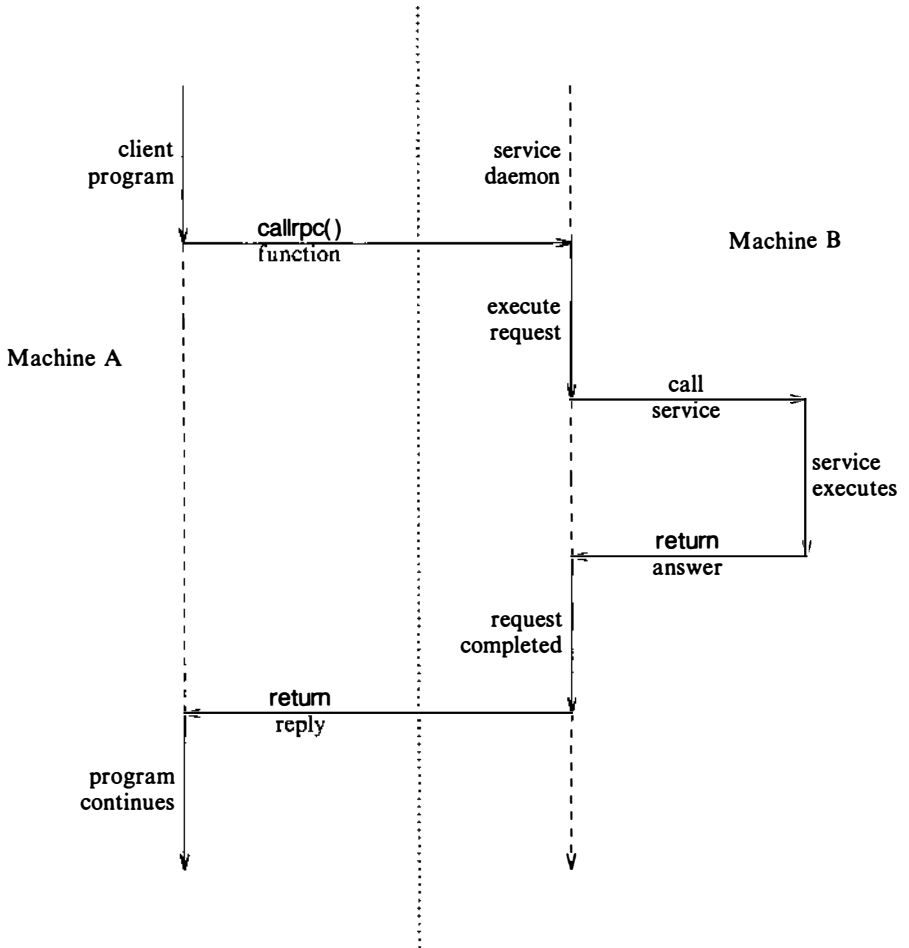 client
program
service
daemon
callrpc()
function
Machine B
execute
request
Machine A
call
service
service
executes
return
answer
request
completed
return
reply
program
continues